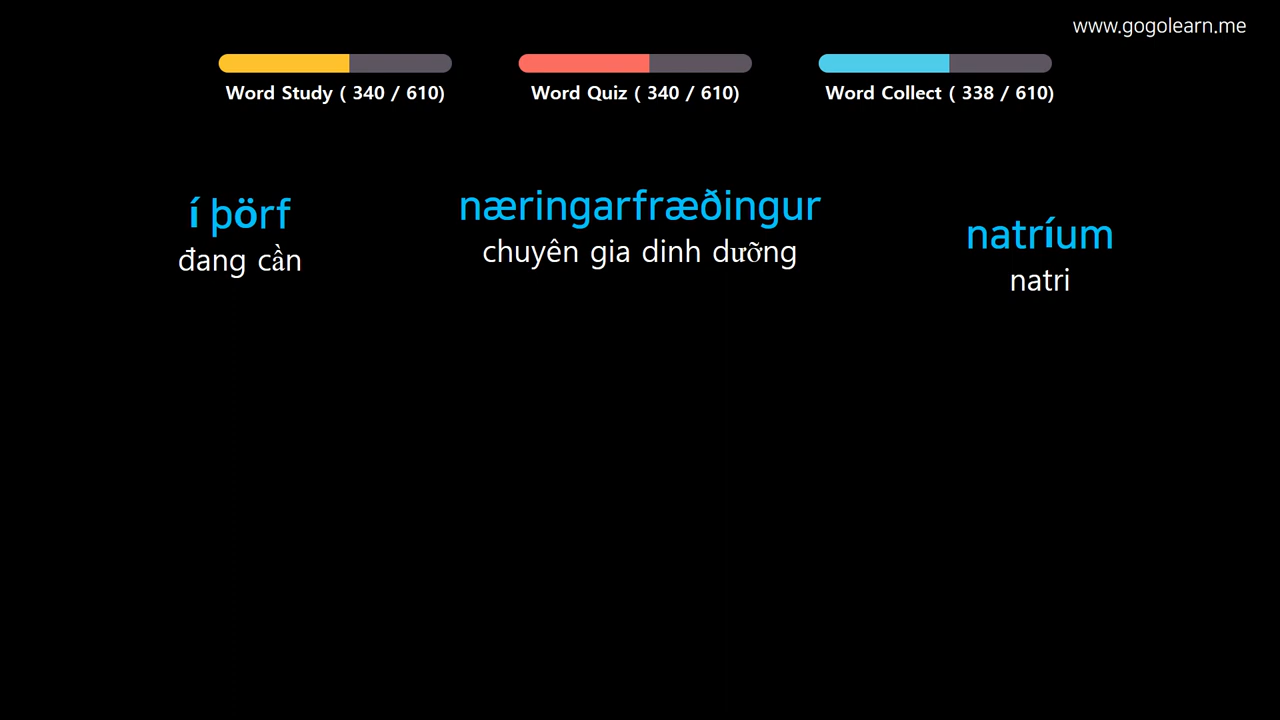 www.gogolearn.me
Word Study ( 340 / 610)
Word Quiz ( 340 / 610)
Word Collect ( 338 / 610)
í þörf
đang cần
næringarfræðingur
chuyên gia dinh dưỡng
natríum
natri